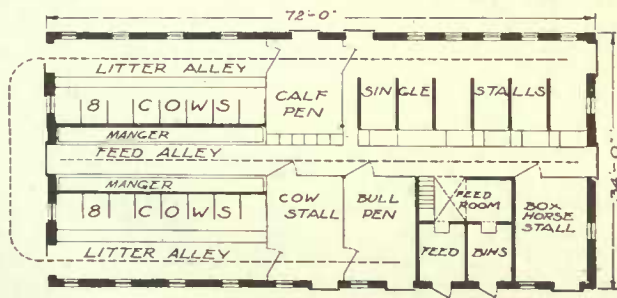 72'-0"
LITTER ALLEY
8 COWS
MANGER
FEED ALLEY
MANGER
8 COWS
LITTER ALLEY
CALF
PEN
SINGLE STALLS
COW
STALL
BULL
PEN
FEED
ROOM
FEED BINS
BOX
HORSE
STALL
34'-0"